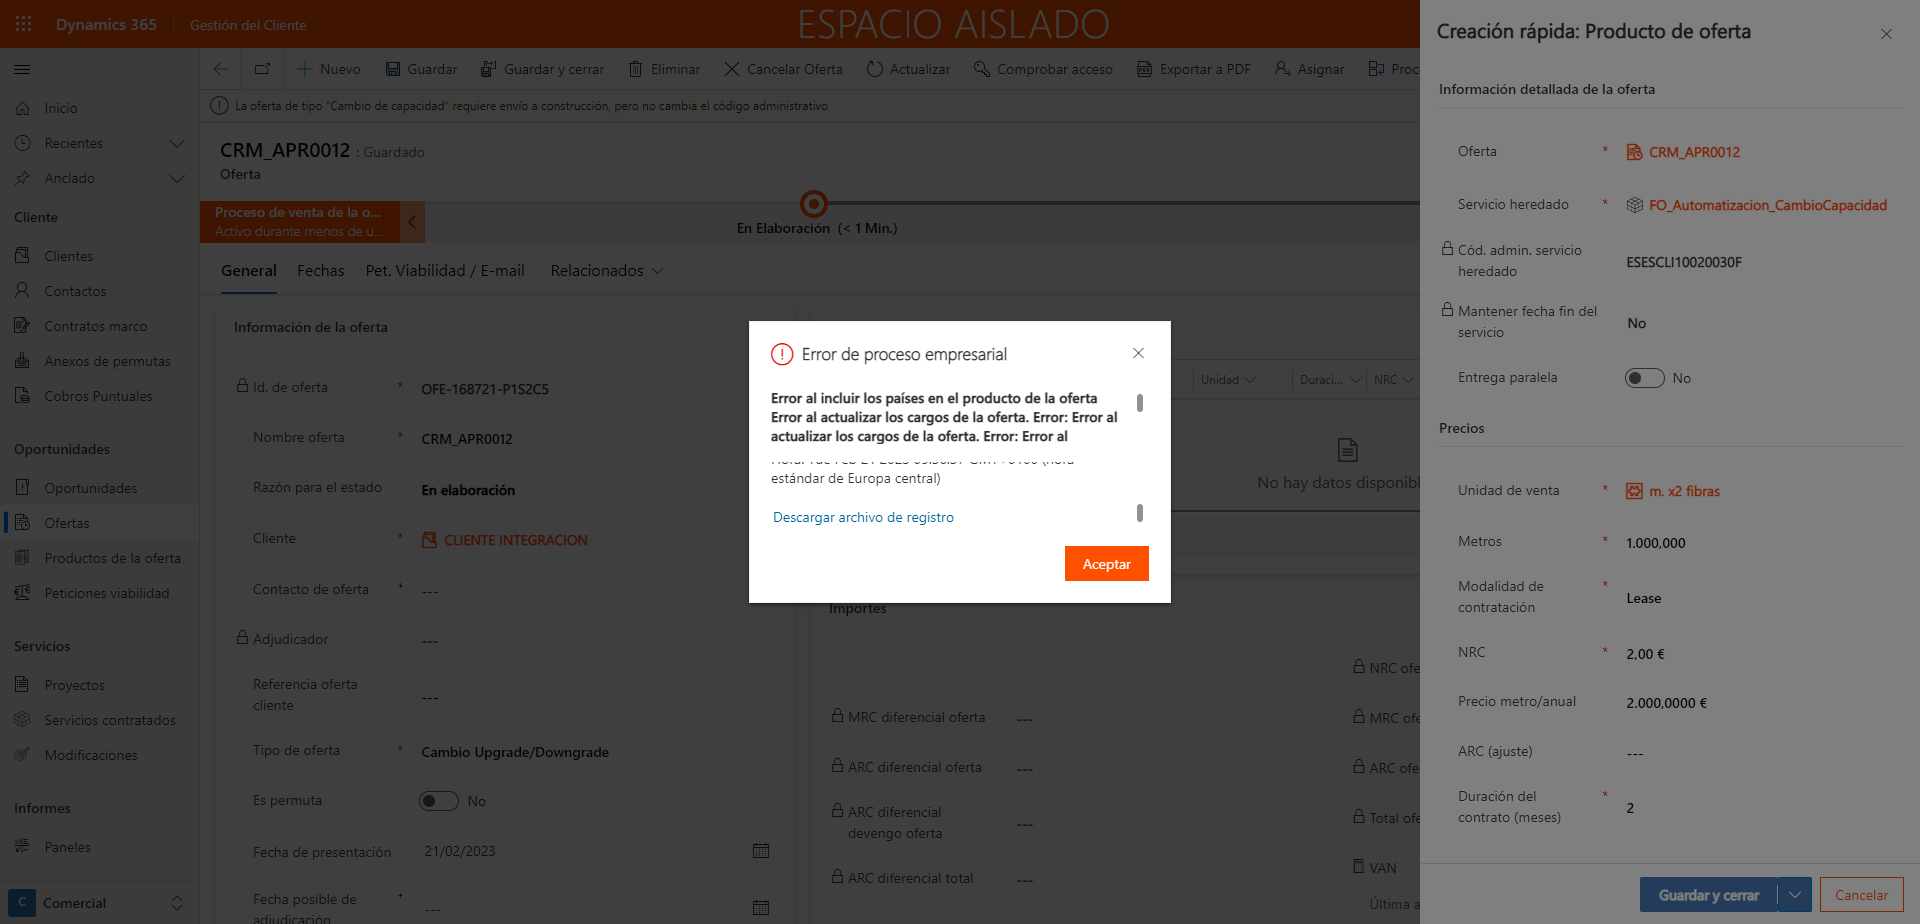 Dynamics 365
Gestión del Cliente
ESPACIO AISLADO
Nuevo
Guardar
Guardar y cerrar
Eliminar
Cancelar Oferta
Actualizar
Comprobar acceso
Exportar a PDF
Asignar
Proc
La oferta de tipo "Cambio de capacidad" requiere envío a construcción, pero no cambia el código administrativo
Inicio
Recientes
Anclado
Cliente
Clientes
Contactos
Contratos marco
Anexos de permutas
Cobros Puntuales
Oportunidades
Oportunidades
Ofertas
Productos de la oferta
Peticiones viabilidad
Servicios
Proyectos
Servicios contratados
Modificaciones
Informes
Paneles
C
Comercial
CRM_APR0012 : Guardado
Oferta
Proceso de venta de la o...
Activo durante menos de u...
En Elaboración (< 1 Min.)
General
Fechas
Pet. Viabilidad / E-mail
Relacionados
Información de la oferta
Id. de oferta * OFE-168721-P1S2C5
Nombre oferta * CRM_APR0012
Razón para el estado En elaboración
Cliente * CLIENTE INTEGRACION
Contacto de oferta + ---
Adjudicador ---
Referencia oferta
cliente ---
Tipo de oferta * Cambio Upgrade/Downgrade
Es permuta No
Fecha de presentación 21/02/2023
Fecha posible de + ---
adjudicación
Unidad
Duraci...
NRC
No hay datos disponibl
Importes
NRC ofe
MRC diferencial oferta ---
MRC ofe
ARC diferencial oferta ---
ARC ofe
ARC diferencial
devengo oferta ---
Total ofe
VAN
ARC diferencial total ---
Última a
Error de proceso empresarial
Error al incluir los países en el producto de la oferta
Error al actualizar los cargos de la oferta. Error: Error al
actualizar los cargos de la oferta. Error: Error al
estándar de Europa central)
Descargar archivo de registro
Aceptar
Creación rápida: Producto de oferta
Información detallada de la oferta
Oferta * CRM_APR0012
Servicio heredado * FO_Automatizacion_CambioCapacidad
Cód. admin. servicio
heredado ESESCLI10020030F
Mantener fecha fin del
servicio No
Entrega paralela No
Precios
Unidad de venta * m. x2 fibras
Metros * 1.000,000
Modalidad de *
contratación Lease
NRC * 2,00 €
Precio metro/anual 2.000,0000 €
ARC (ajuste) ---
Duración del *
contrato (meses) 2
Guardar y cerrar
Cancelar